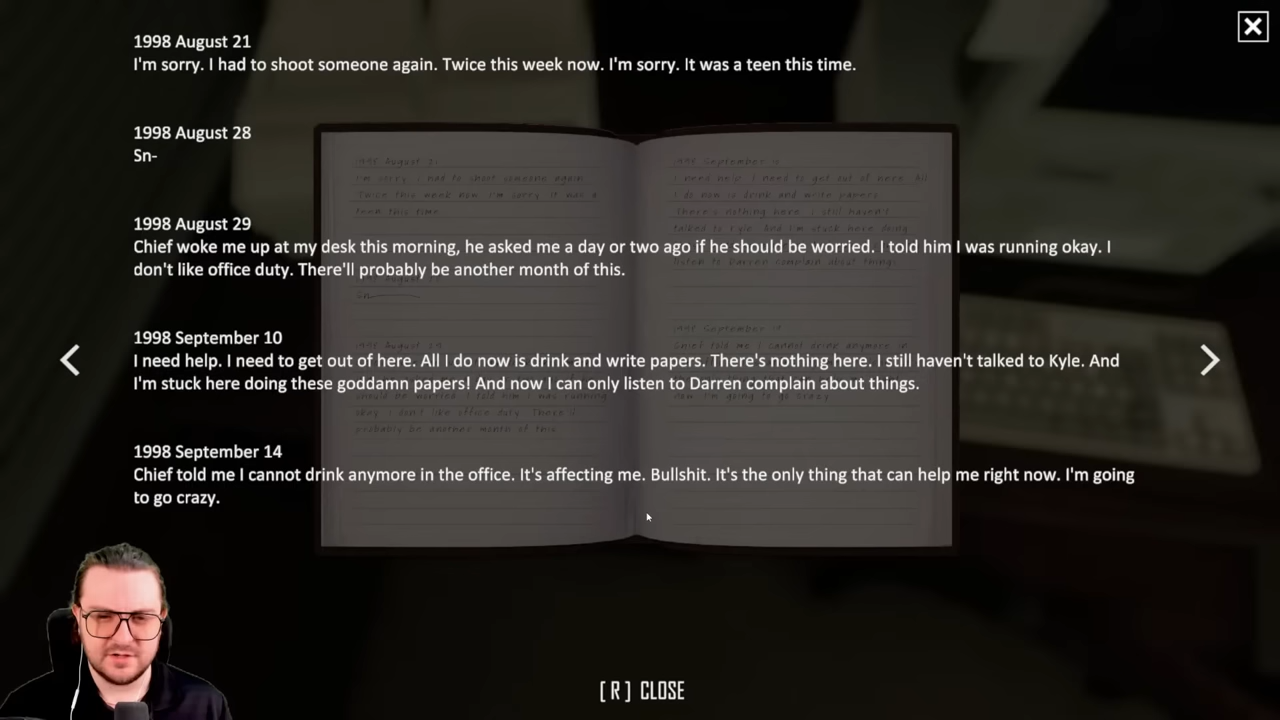 1998 August 21
I'm sorry. I had to shoot someone again. Twice this week now. I'm sorry. It was a teen this time.
1998 August 28
Sn-
1998 August 29
Chief woke me up at my desk this morning, he asked me a day or two ago if he should be worried. I told him I was running okay. I
don't like office duty. There'll probably be another month of this.
1998 September 10
I need help. I need to get out of here. All I do now is drink and write papers. There's nothing here. I still haven't talked to Kyle. And
I'm stuck here doing these goddamn papers! And now I can only listen to Darren complain about things.
1998 September 14
Chief told me I cannot drink anymore in the office. It's affecting me. Bullshit. It's the only thing that can help me right now. I'm going
to go crazy.
[ R ] CLOSE